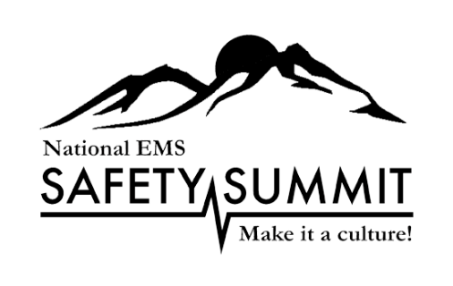 National EMS
SAFETY SUMMIT
Make it a culture!